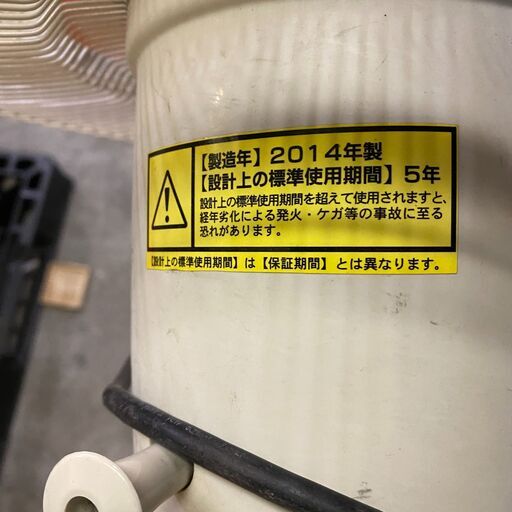 【製造年】2014年製
【設計上の標準使用期間】5年
設計上の標準使用期間を超えて使用されますと、
経年劣化による発火・ケガ等の事故に至る
恐れがあります。
【設計上の標準使用期間】は【保証期間】とは異なります。